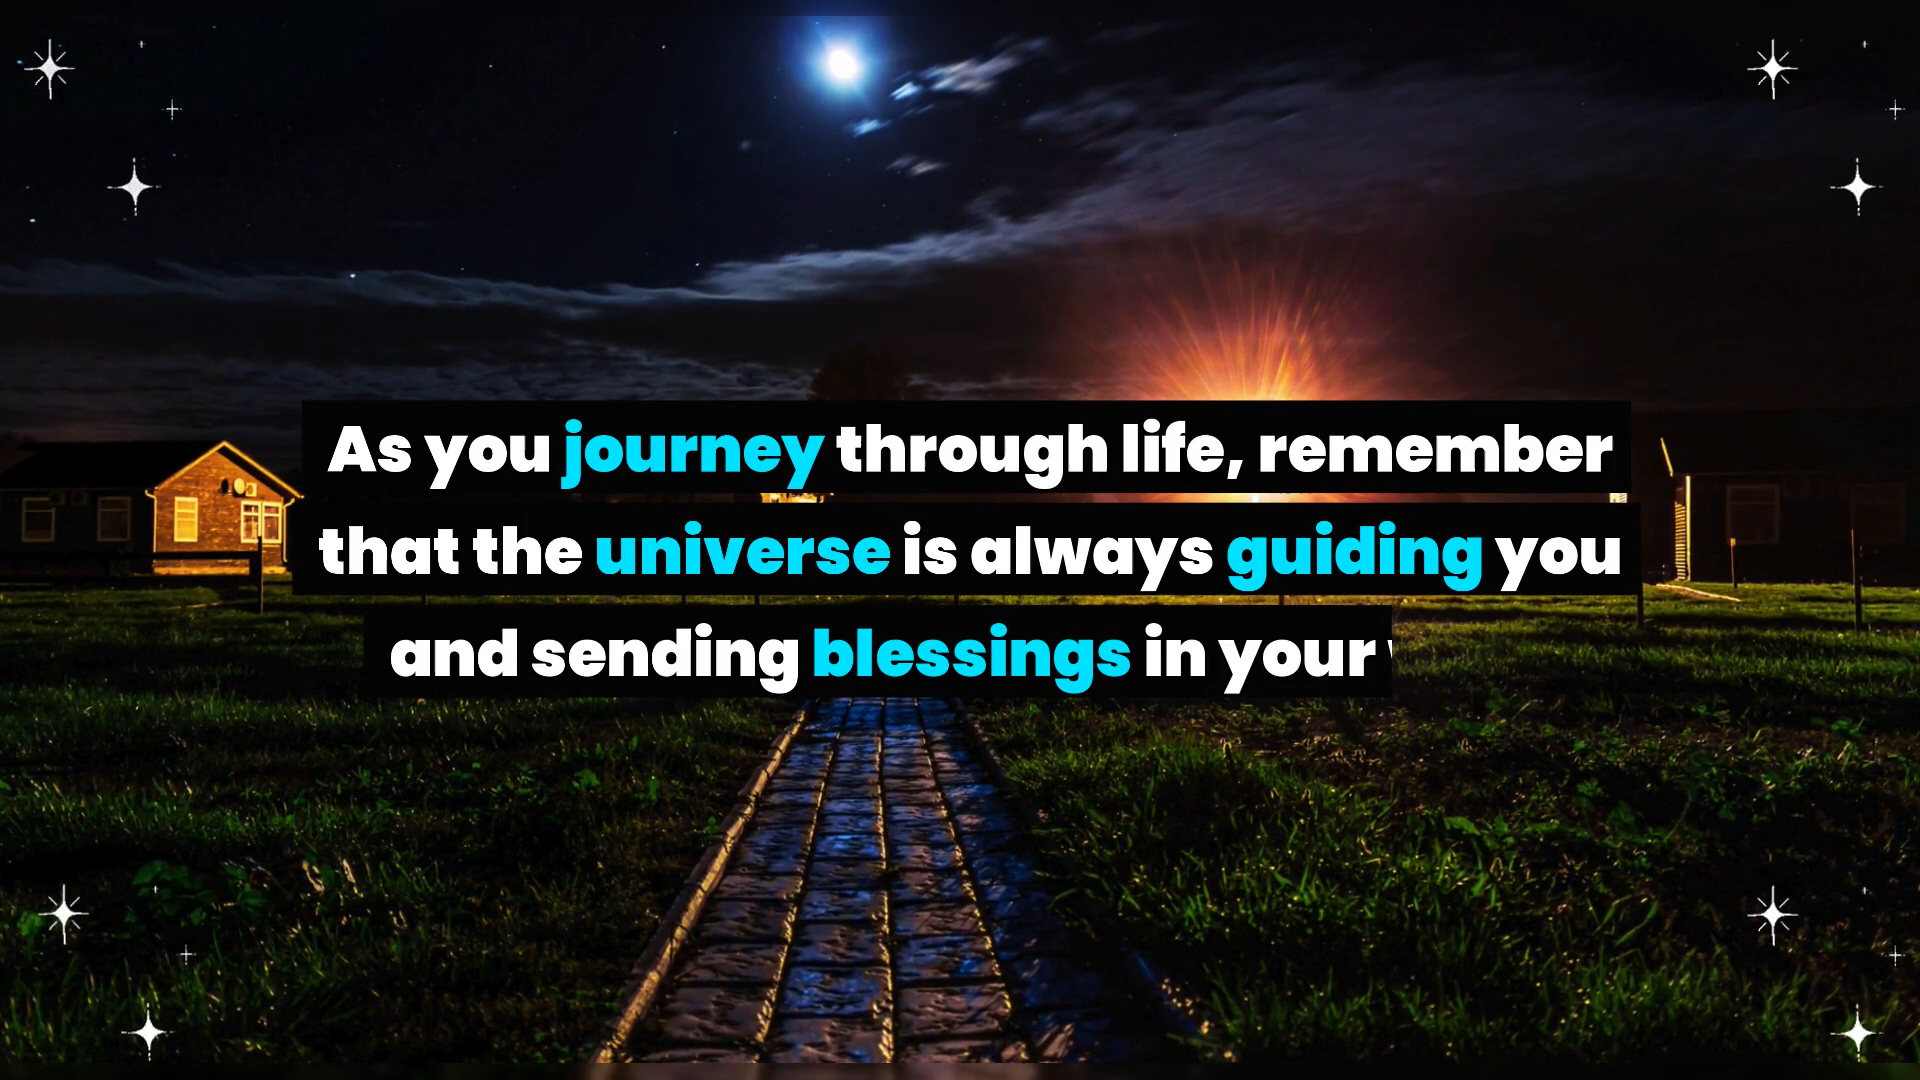 As you journey through life, remember
that the universe is always guiding you
and sending blessings in your